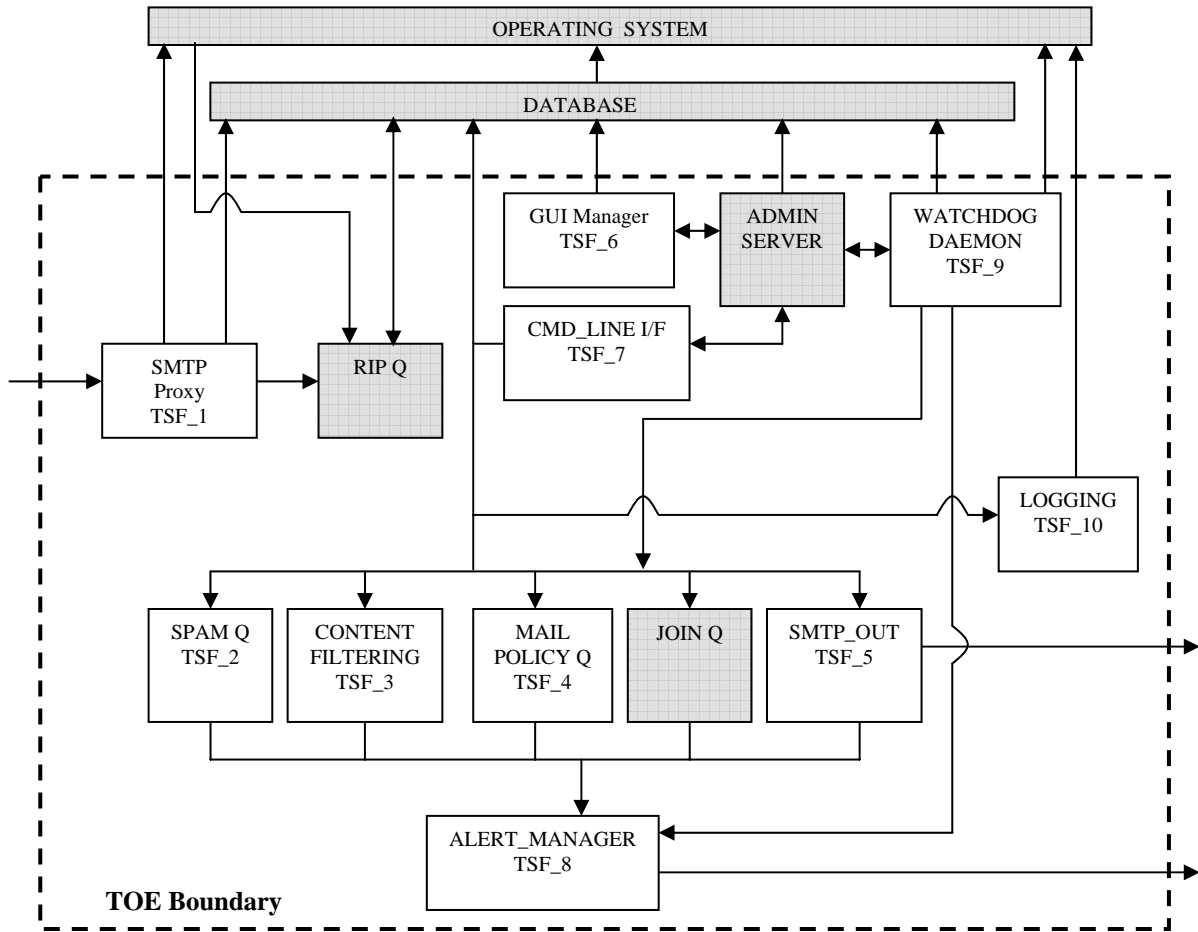 OPERATING SYSTEM
DATABASE
GUI Manager
TSF_6
ADMIN
SERVER
WATCHDOG
DAEMON
TSF_9
CMD_LINE I/F
TSF_7
SMTP
Proxy
TSF_1
RIP Q
LOGGING
TSF_10
SPAM Q
TSF_2
CONTENT
FILTERING
TSF_3
MAIL
POLICY Q
TSF_4
JOIN Q
SMTP_OUT
TSF_5
ALERT_MANAGER
TSF_8
TOE Boundary